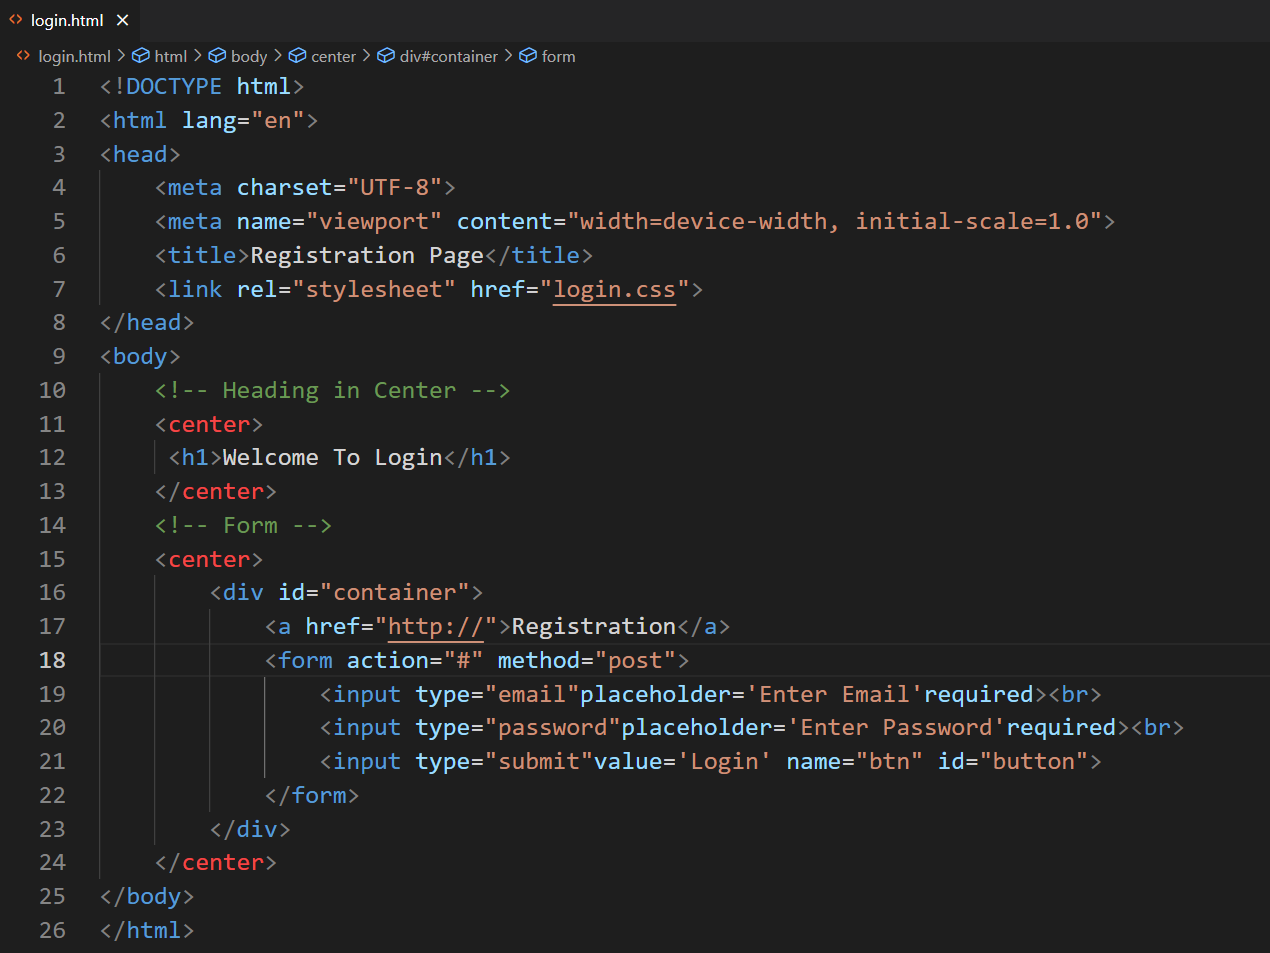 login.html
login.html > html > body > center > div#container > form
1 <!DOCTYPE html>
2 <html lang="en">
3 <head>
4     <meta charset="UTF-8">
5     <meta name="viewport" content="width=device-width, initial-scale=1.0">
6     <title>Registration Page</title>
7     <link rel="stylesheet" href="login.css">
8 </head>
9 <body>
10     <!-- Heading in Center -->
11     <center>
12      <h1>Welcome To Login</h1>
13     </center>
14     <!-- Form -->
15     <center>
16         <div id="container">
17             <a href="http://">Registration</a>
18             <form action="#" method="post">
19                 <input type="email"placeholder='Enter Email'required><br>
20                 <input type="password"placeholder='Enter Password'required><br>
21                 <input type="submit"value='Login' name="btn" id="button">
22             </form>
23         </div>
24     </center>
25 </body>
26 </html>